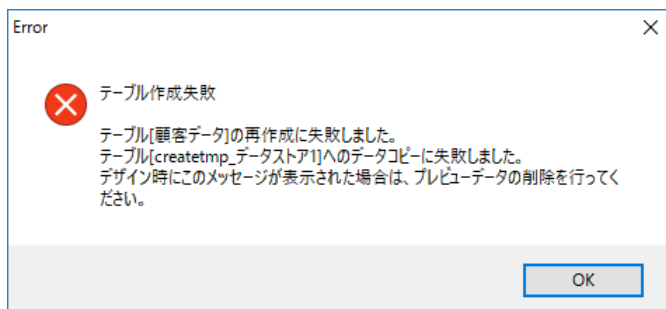 Error
テーブル作成失敗
テーブル[顧客データ]の再作成に失敗しました。
テーブル[createtmp_データストア1]へのデータコピーに失敗しました。
デザイン時にこのメッセージが表示された場合は、プレビューデータの削除を行ってく
ださい。
OK